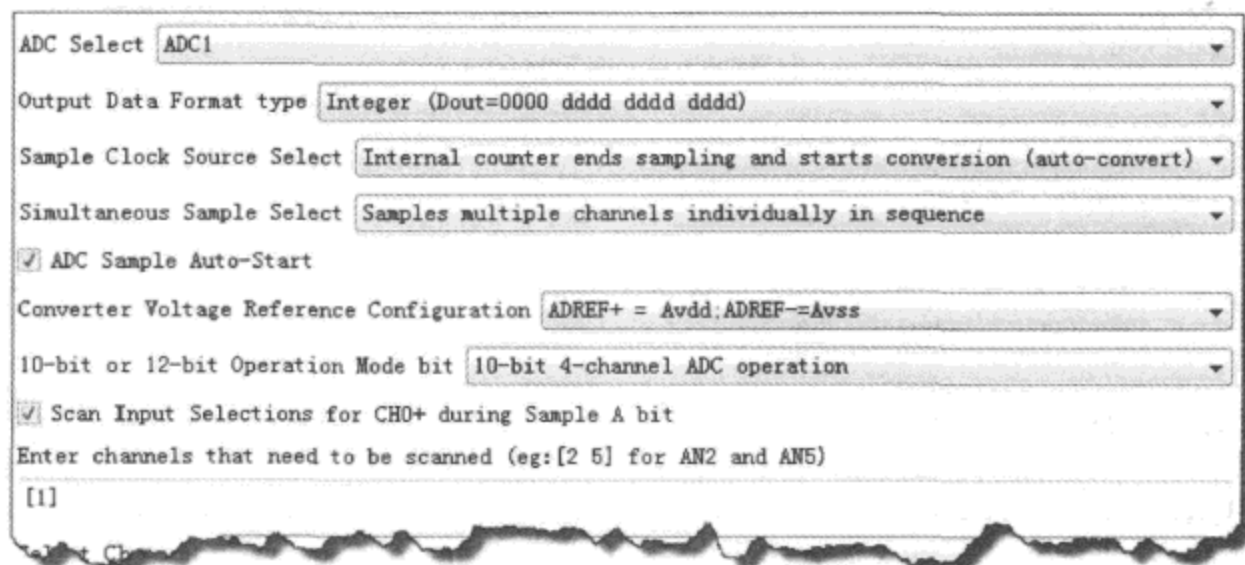 ADC Select ADC1
Output Data Format type Integer (Dout=0000 dddd dddd dddd)
Sample Clock Source Select Internal counter ends sampling and starts conversion (auto-convert)
Simultaneous Sample Select Samples multiple channels individually in sequence
ADC Sample Auto-Start
Converter Voltage Reference Configuration ADREF+ = Avdd;ADREF-=Avss
10-bit or 12-bit Operation Mode bit 10-bit 4-channel ADC operation
Scan Input Selections for CH0+ during Sample A bit
Enter channels that need to be scanned (eg:[2 5] for AN2 and AN5)
[1]